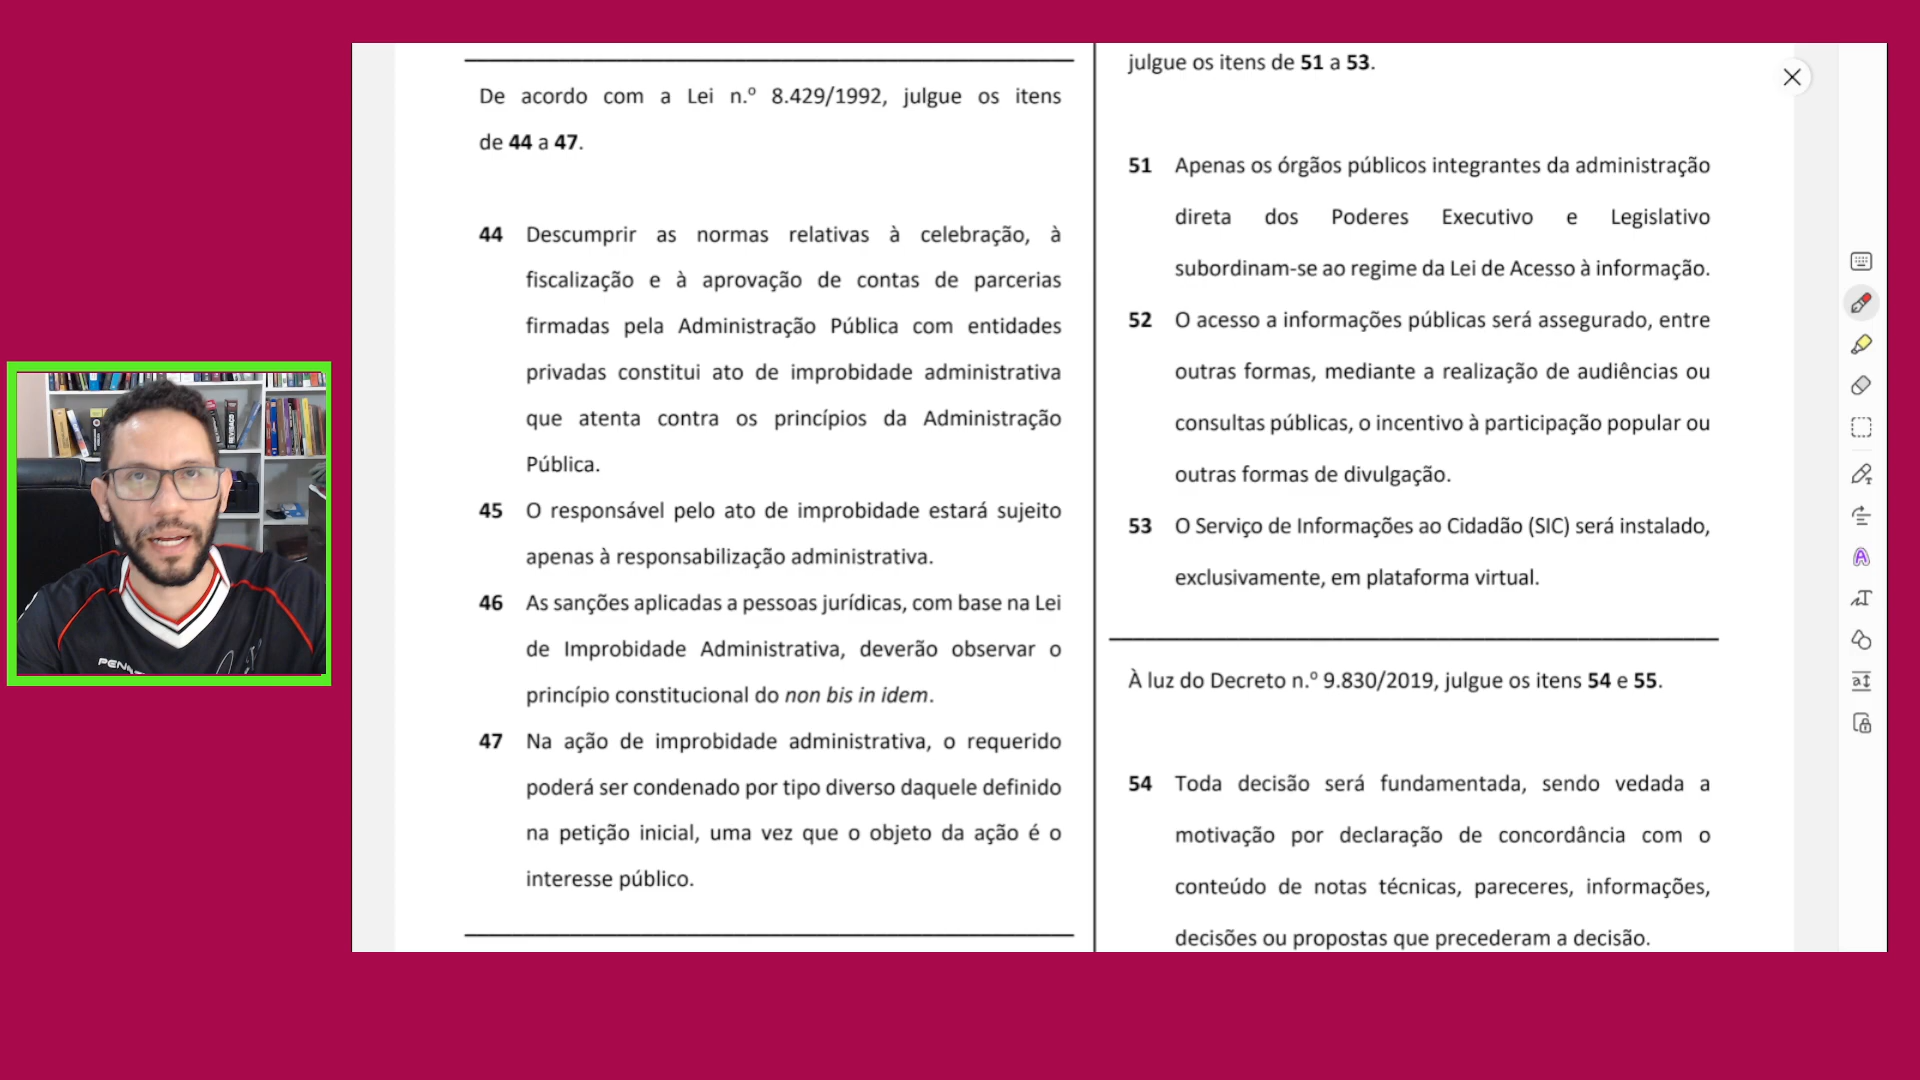 De acordo com a Lei n.º 8.429/1992, julgue os itens
de 44 a 47.
44 Descumprir as normas relativas à celebração, à
fiscalização e à aprovação de contas de parcerias
firmadas pela Administração Pública com entidades
privadas constitui ato de improbidade administrativa
que atenta contra os princípios da Administração
Pública.
45 O responsável pelo ato de improbidade estará sujeito
apenas à responsabilização administrativa.
46 As sanções aplicadas a pessoas jurídicas, com base na Lei
de Improbidade Administrativa, deverão observar o
princípio constitucional do non bis in idem.
47 Na ação de improbidade administrativa, o requerido
poderá ser condenado por tipo diverso daquele definido
na petição inicial, uma vez que o objeto da ação é o
interesse público.
julgue os itens de 51 a 53.
51 Apenas os órgãos públicos integrantes da administração
direta dos Poderes Executivo e Legislativo
subordinam-se ao regime da Lei de Acesso à informação.
52 O acesso a informações públicas será assegurado, entre
outras formas, mediante a realização de audiências ou
consultas públicas, o incentivo à participação popular ou
outras formas de divulgação.
53 O Serviço de Informações ao Cidadão (SIC) será instalado,
exclusivamente, em plataforma virtual.
À luz do Decreto n.º 9.830/2019, julgue os itens 54 e 55.
54 Toda decisão será fundamentada, sendo vedada a
motivação por declaração de concordância com o
conteúdo de notas técnicas, pareceres, informações,
decisões ou propostas que precederam a decisão.